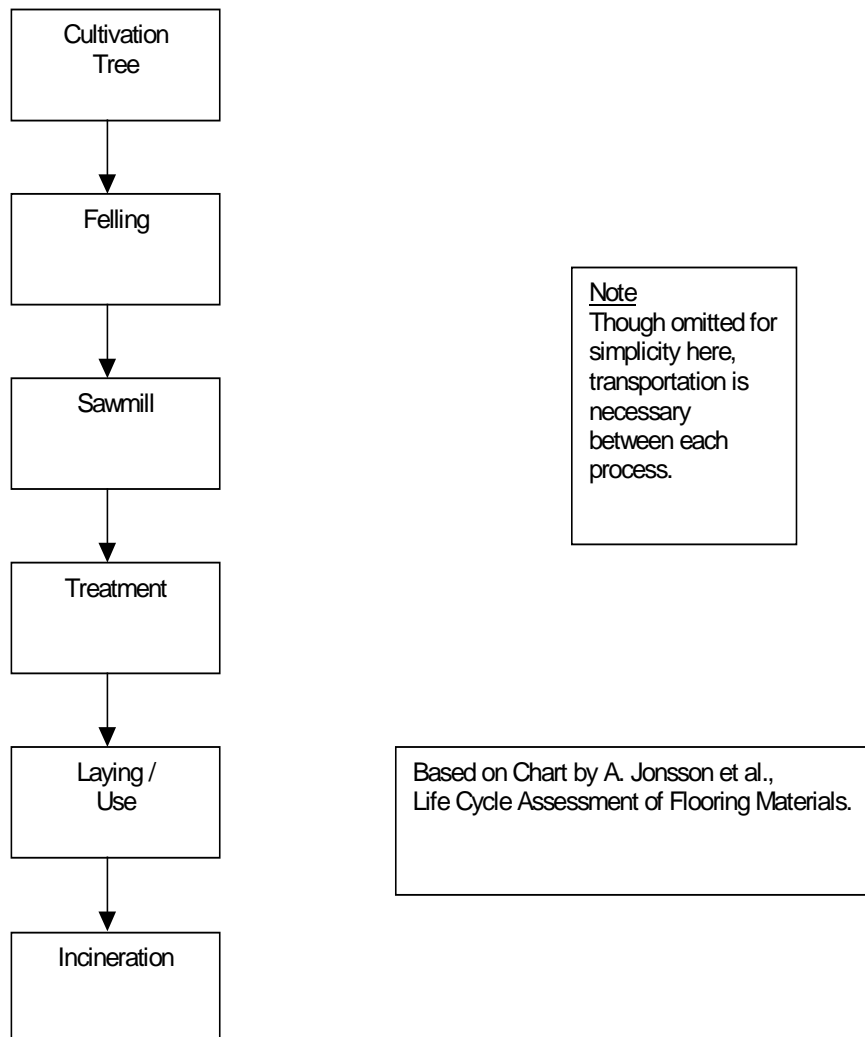 Cultivation
Tree
Felling
Note
Though omitted for
simplicity here,
transportation is
necessary
between each
process.
Sawmill
Treatment
Laying /
Use
Based on Chart by A. Jonsson et al.,
Life Cycle Assessment of Flooring Materials.
Incineration